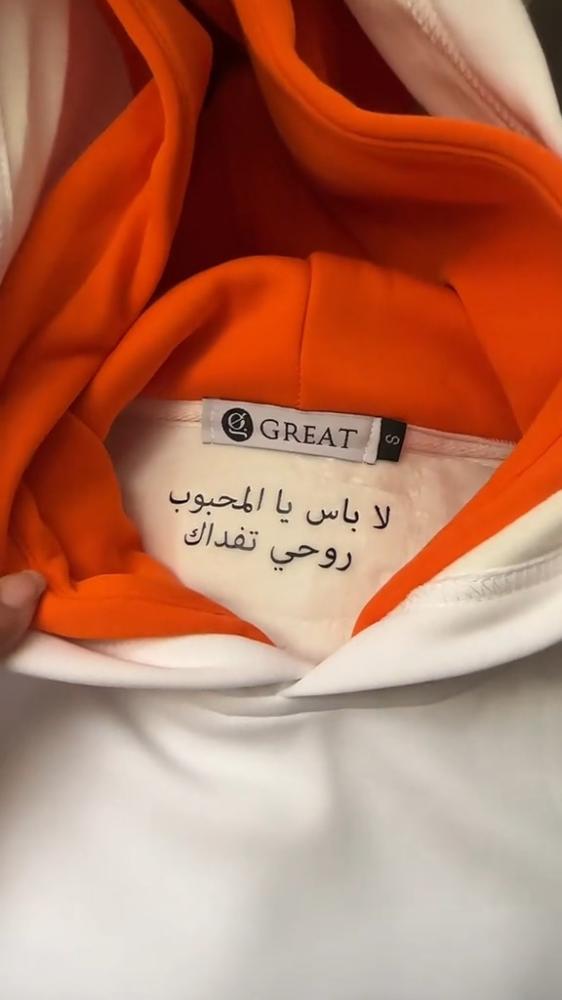 GREAT
S
لا باس يا المحبوب
روحي تفداك